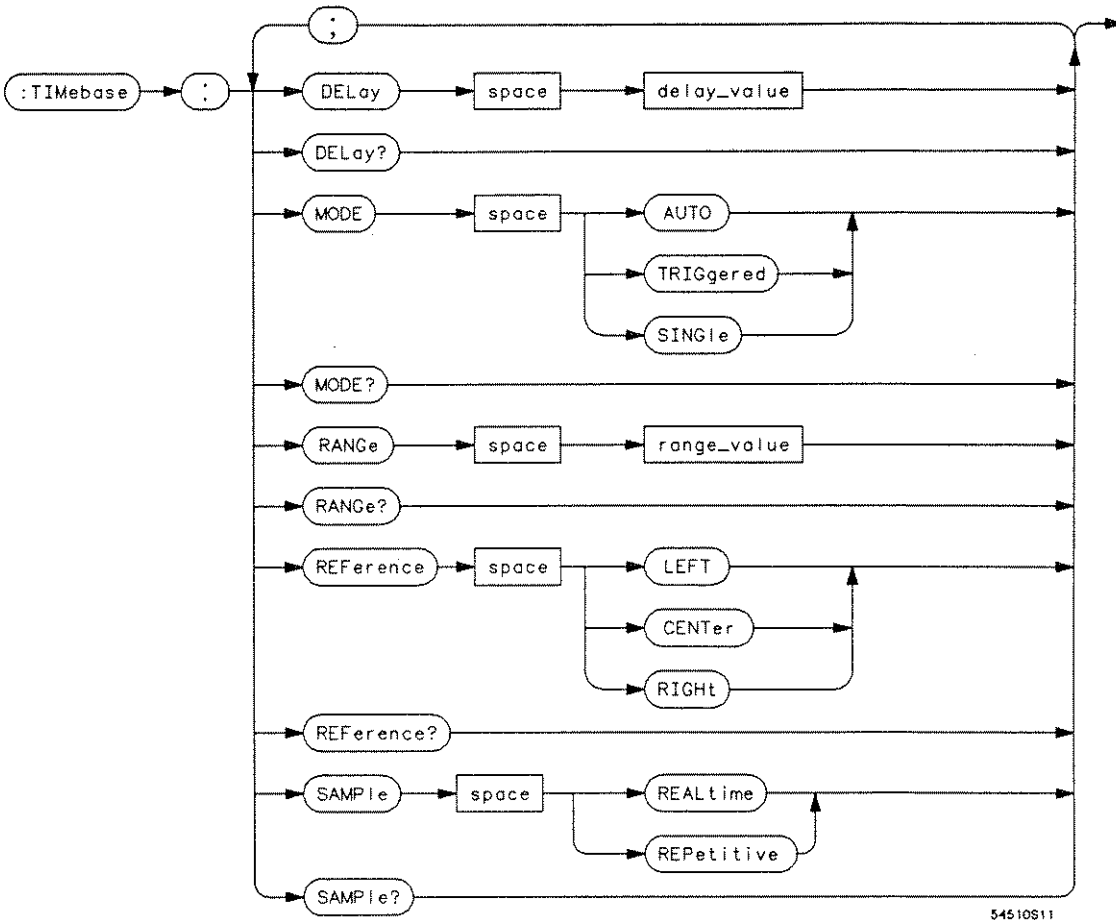 ;
:TIMebase : DELay space delay_value
DELay?
MODE space AUTO
TRIGgered
SINGle
MODE?
RANGe space range_value
RANGe?
REFerence space LEFT
CENTer
RIGHt
REFerence?
SAMPle space REALtime
REPetitive
SAMPle?
54510S11